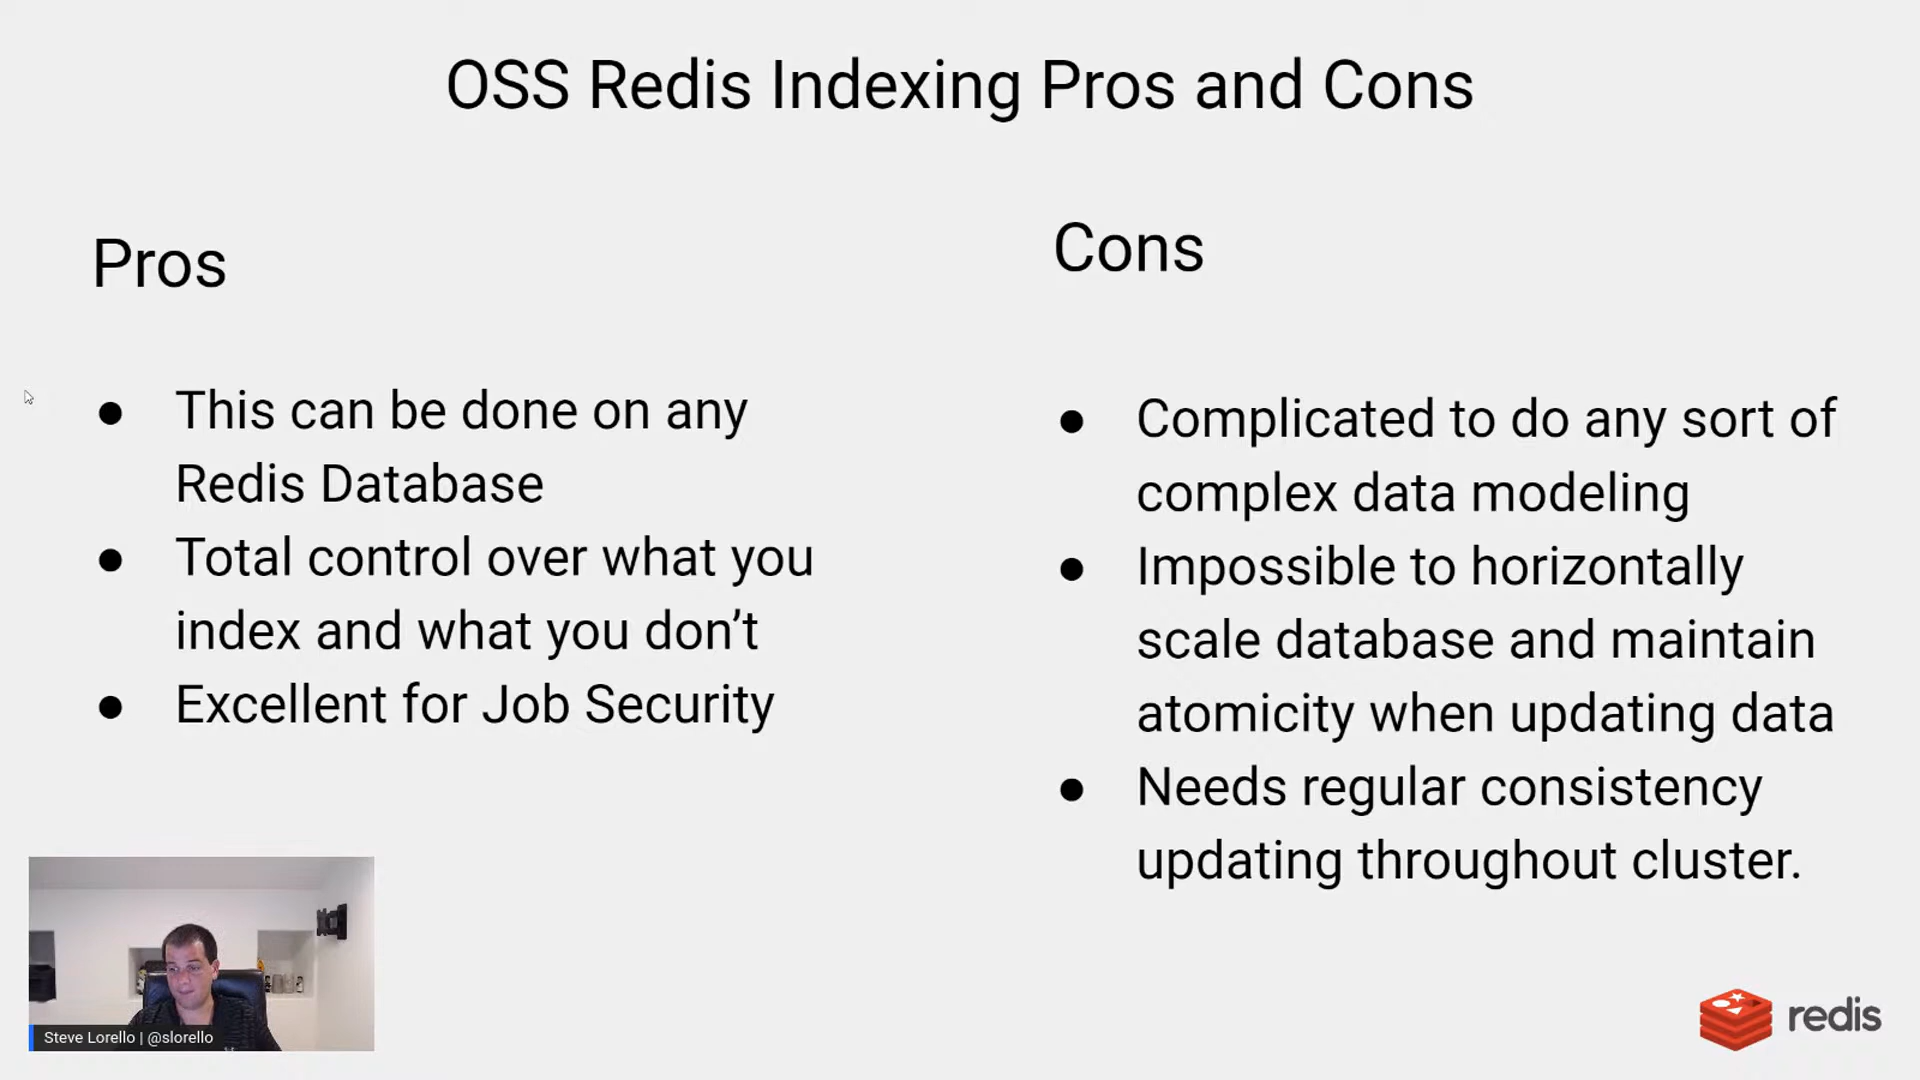 OSS Redis Indexing Pros and Cons
Pros
● This can be done on any
Redis Database
● Total control over what you
index and what you don’t
● Excellent for Job Security
Cons
● Complicated to do any sort of
complex data modeling
● Impossible to horizontally
scale database and maintain
atomicity when updating data
● Needs regular consistency
updating throughout cluster.
Steve Lorello | @slorello
redis